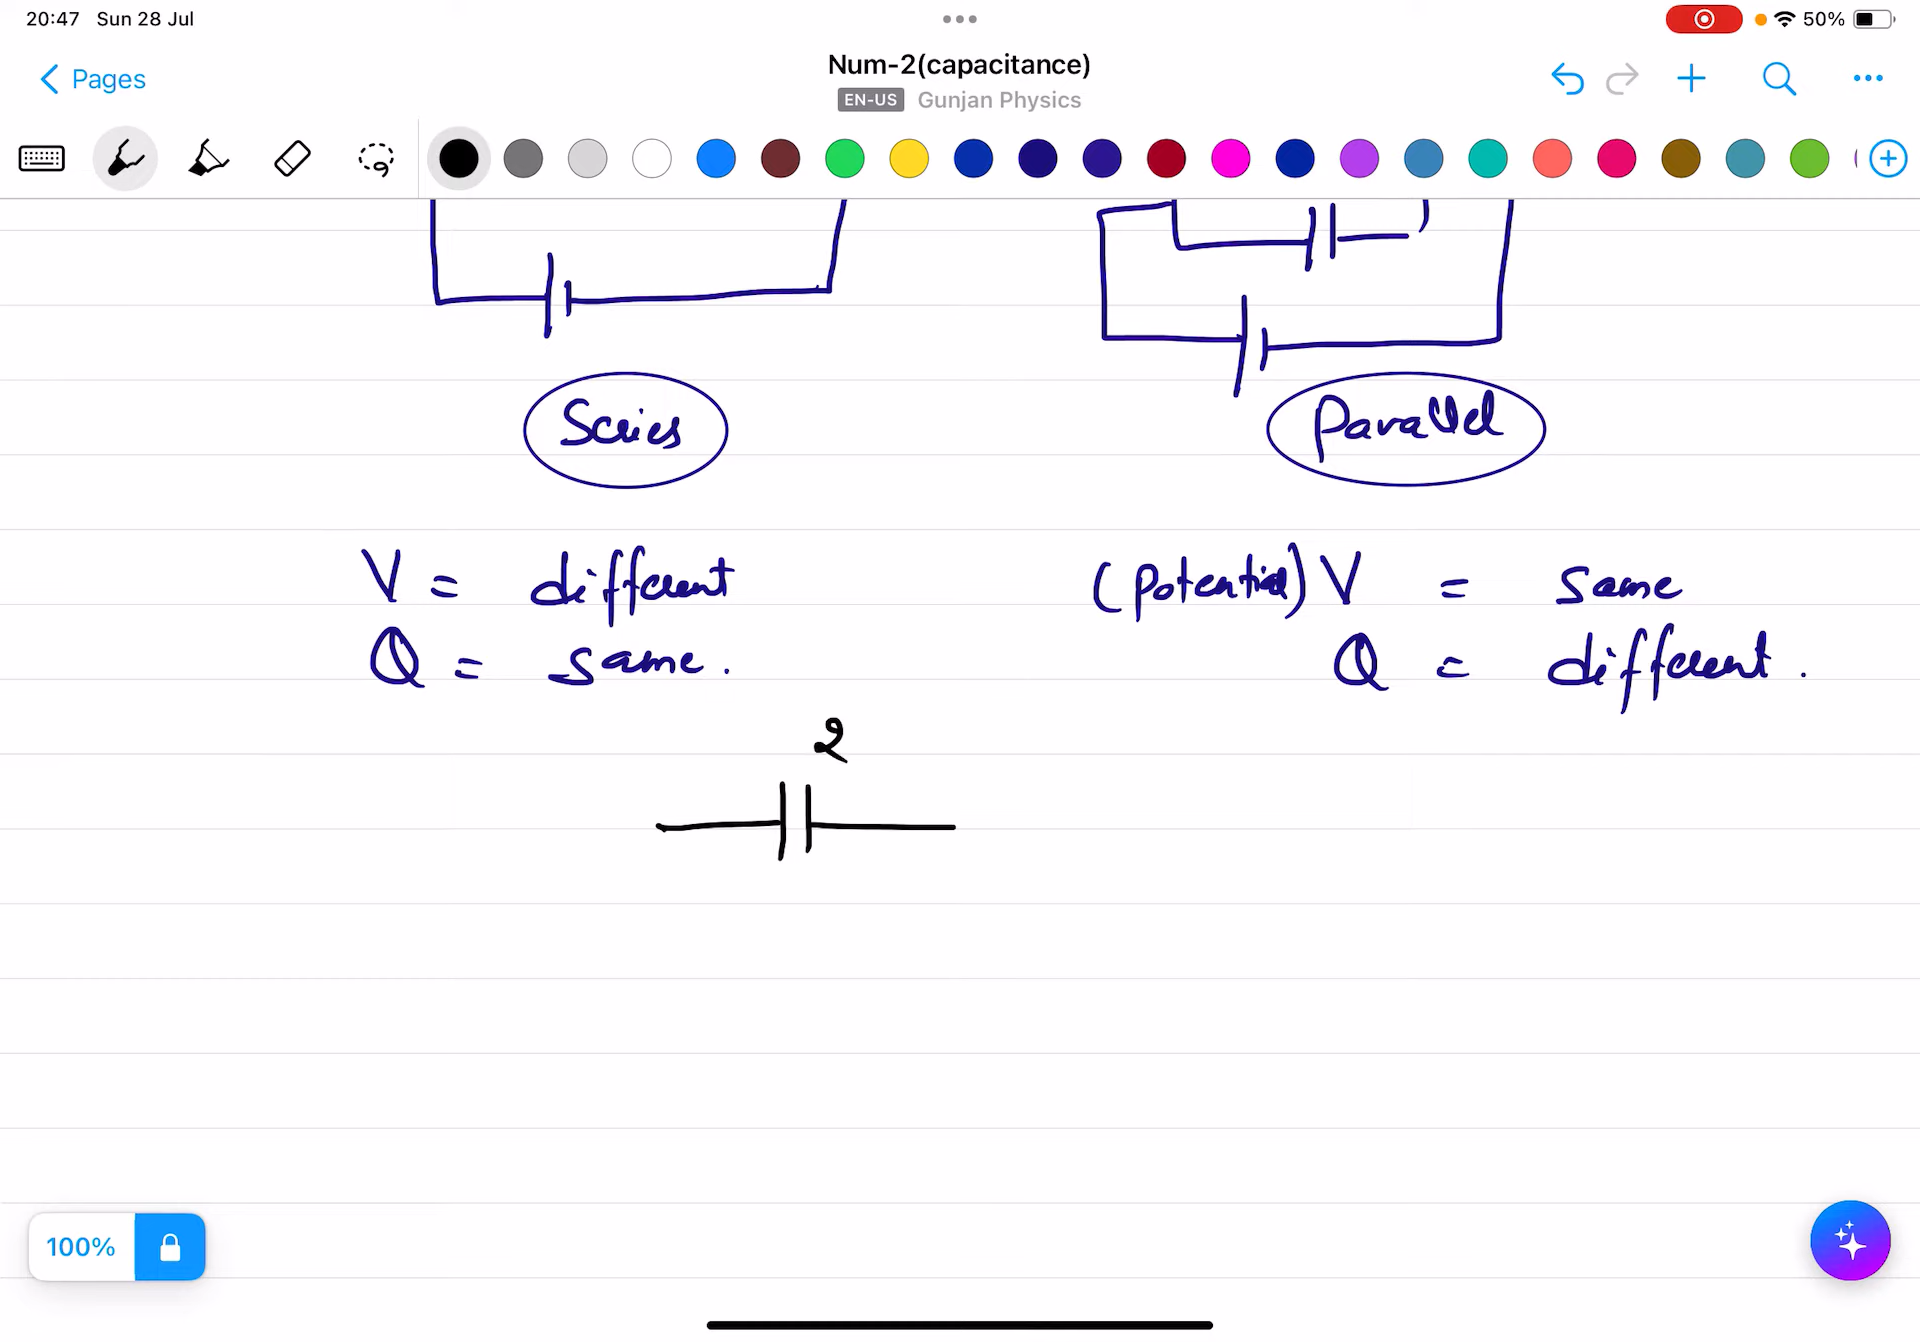 20:47 Sun 28 Jul
50%
Pages
Num-2(capacitance)
EN-US Gunjan Physics
Series
Parallel
V = different
(Potential) V = same
Q = same.
Q = different.
2
100%